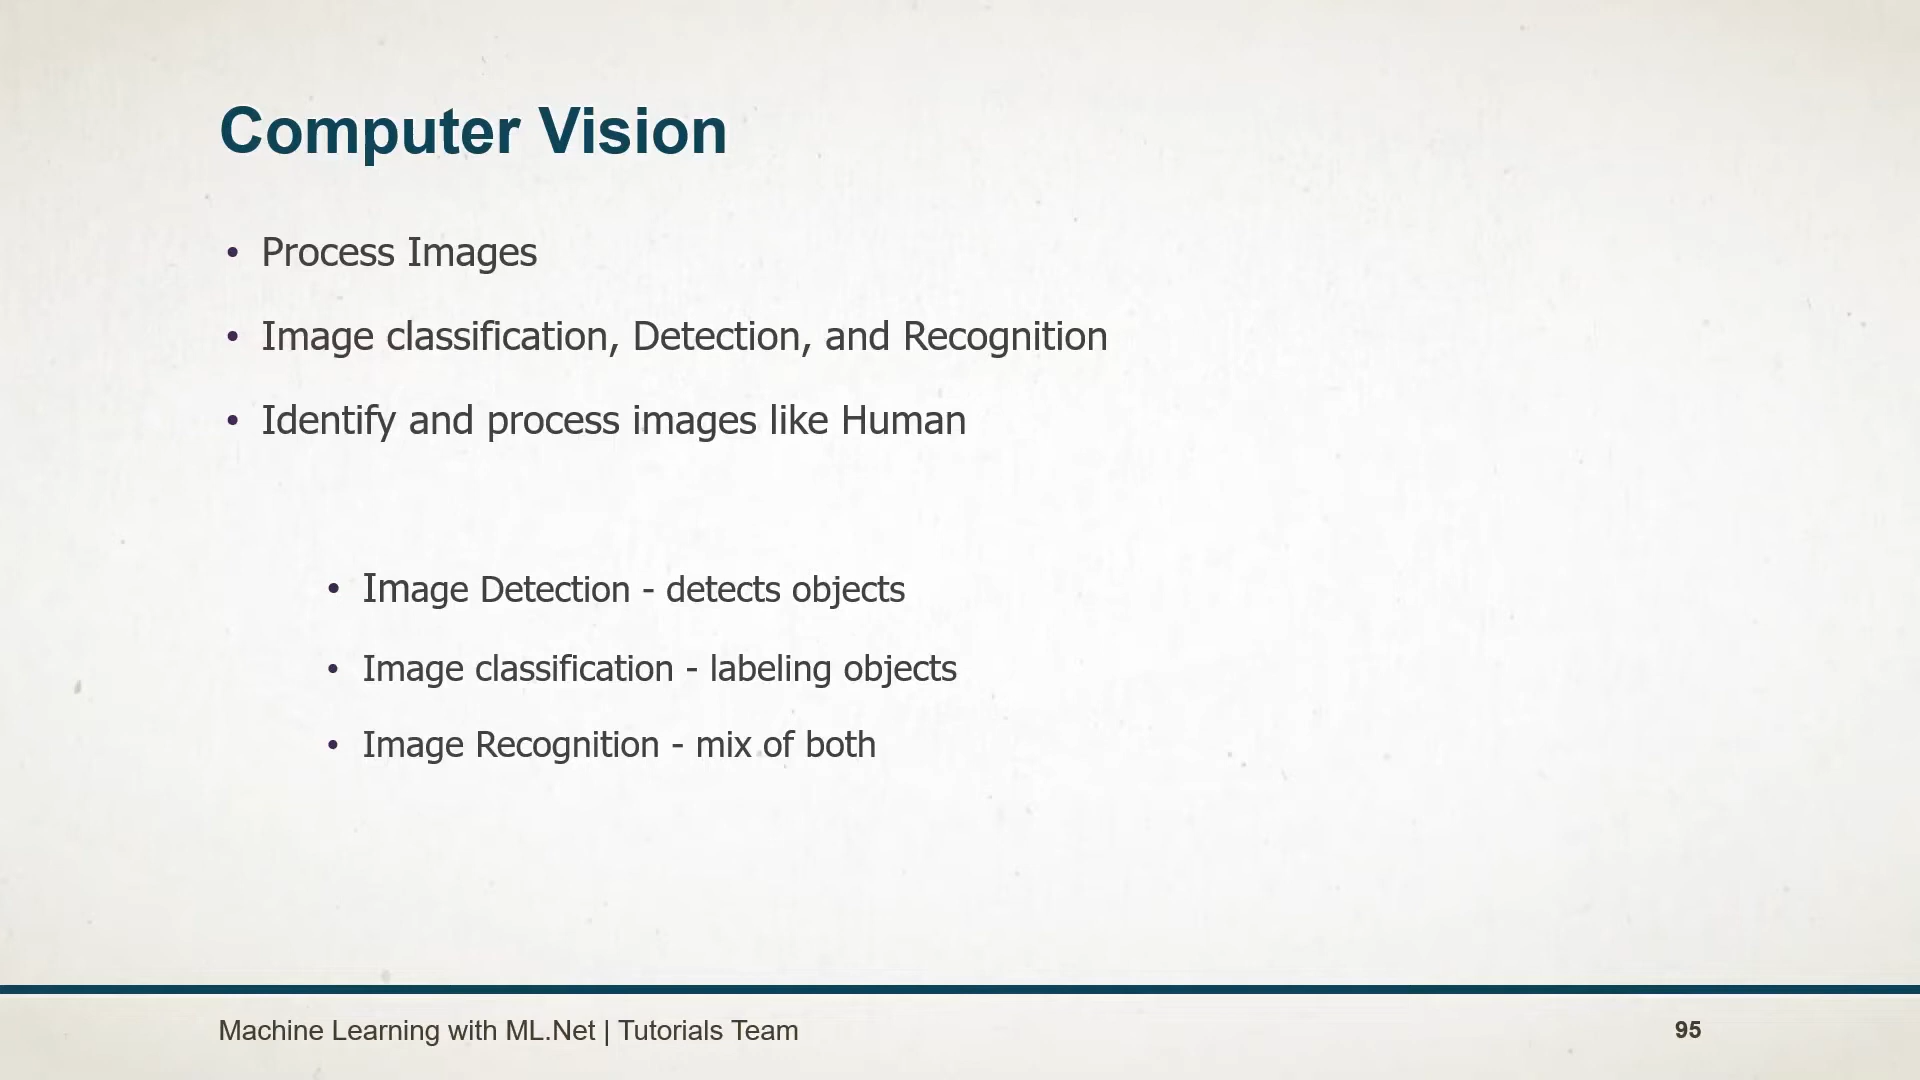 Computer Vision
• Process Images
• Image classification, Detection, and Recognition
• Identify and process images like Human
• Image Detection - detects objects
• Image classification - labeling objects
• Image Recognition - mix of both
Machine Learning with ML.Net | Tutorials Team
95